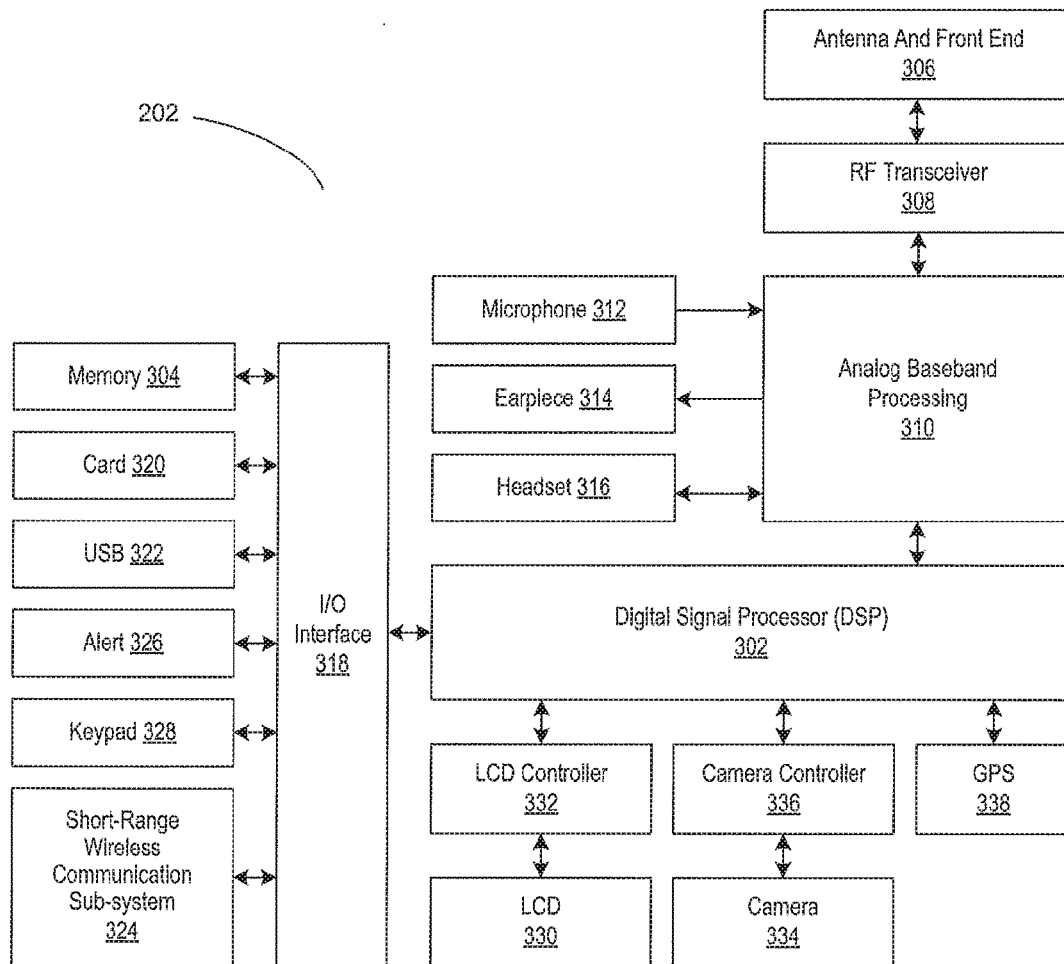 Antenna And Front End
306
202
RF Transceiver
308
Microphone 312
Analog Baseband
Processing
310
Earpiece 314
Headset 316
Memory 304
Card 320
USB 322
Alert 326
Keypad 328
Short-Range
Wireless
Communication
Sub-system
324
I/O
Interface
318
Digital Signal Processor (DSP)
302
LCD Controller
332
Camera Controller
336
GPS
338
LCD
330
Camera
334